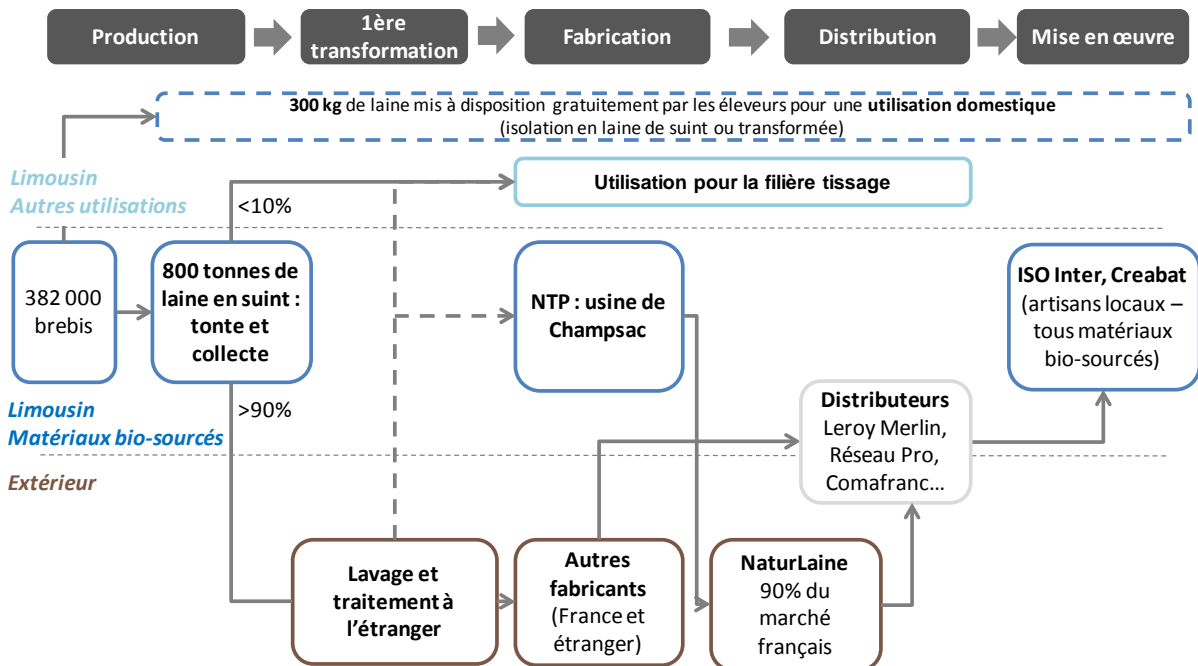 Production
1ère
transformation
Fabrication
Distribution
Mise en œuvre
300 kg de laine mis à disposition gratuitement par les éleveurs pour une utilisation domestique
(isolation en laine de suint ou transformée)
Limousin
Autres utilisations
<10%
Utilisation pour la filière tissage
382 000
brebis
800 tonnes de
laine en suint :
tonte et
collecte
NTP : usine de
Champsac
ISO Inter, Creabat
(artisans locaux –
tous matériaux
bio-sourcés)
Limousin
Matériaux bio-sourcés
>90%
Distributeurs
Leroy Merlin,
Réseau Pro,
Comafranc…
Extérieur
Lavage et
traitement à
l’étranger
Autres
fabricants
(France et
étranger)
NaturLaine
90% du
marché
français